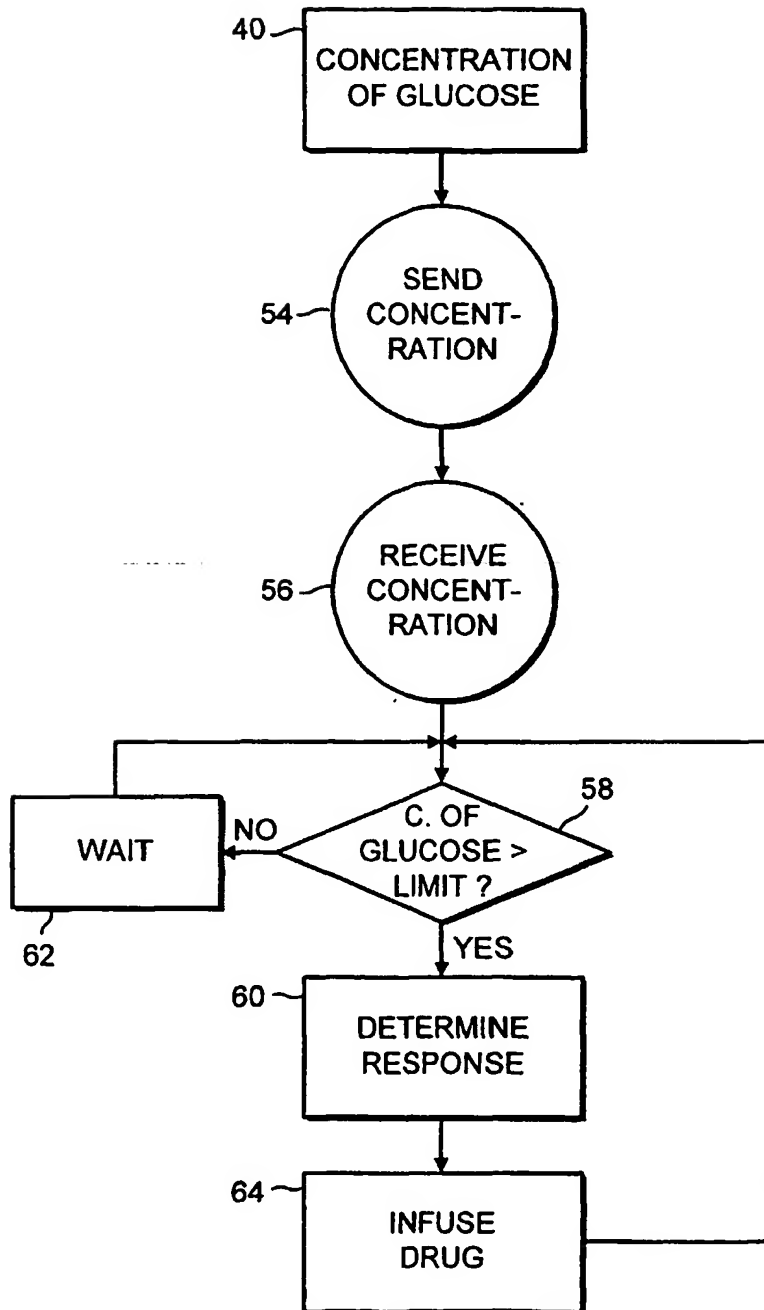 40
CONCENTRATION
OF GLUCOSE
54
SEND
CONCENT-
RATION
56
RECEIVE
CONCENT-
RATION
58
C. OF
GLUCOSE >
LIMIT ?
NO
WAIT
62
YES
60
DETERMINE
RESPONSE
64
INFUSE
DRUG